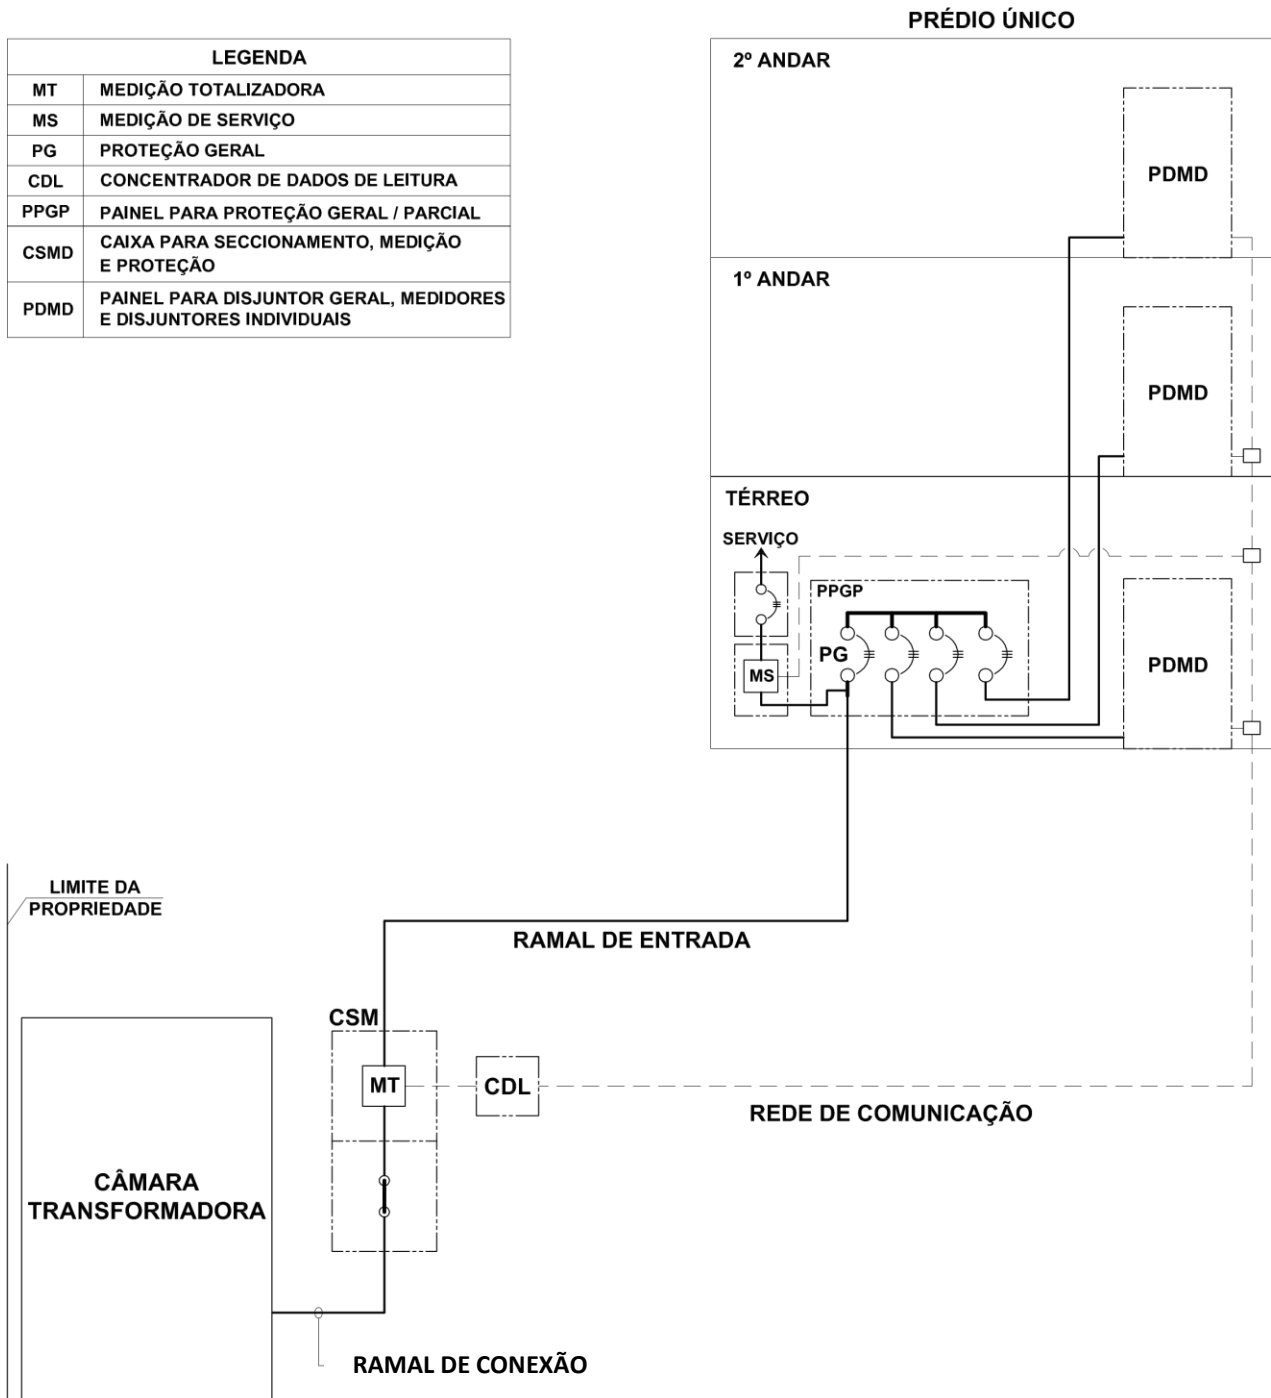 PRÉDIO ÚNICO
LEGENDA
MT MEDIÇÃO TOTALIZADORA
MS MEDIÇÃO DE SERVIÇO
PG PROTEÇÃO GERAL
CDL CONCENTRADOR DE DADOS DE LEITURA
PPGP PAINEL PARA PROTEÇÃO GERAL / PARCIAL
CSMD CAIXA PARA SECCIONAMENTO, MEDIÇÃO
E PROTEÇÃO
PDMD PAINEL PARA DISJUNTOR GERAL, MEDIDORES
E DISJUNTORES INDIVIDUAIS
2º ANDAR
PDMD
1º ANDAR
PDMD
TÉRREO
SERVIÇO
PPGP
PG
MS
PDMD
LIMITE DA
PROPRIEDADE
RAMAL DE ENTRADA
CSM
MT
CDL
REDE DE COMUNICAÇÃO
CÂMARA
TRANSFORMADORA
RAMAL DE CONEXÃO